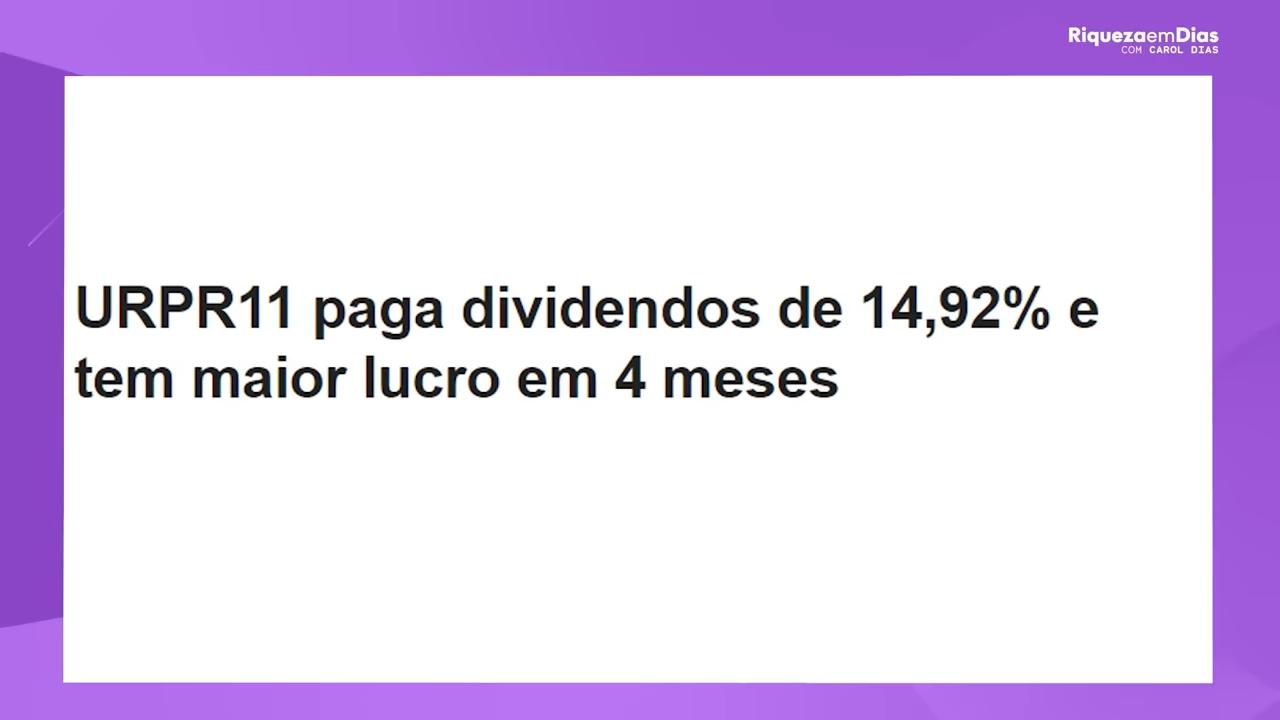 RiquezaemDias
COM CAROL DIAS
URPR11 paga dividendos de 14,92% e
tem maior lucro em 4 meses